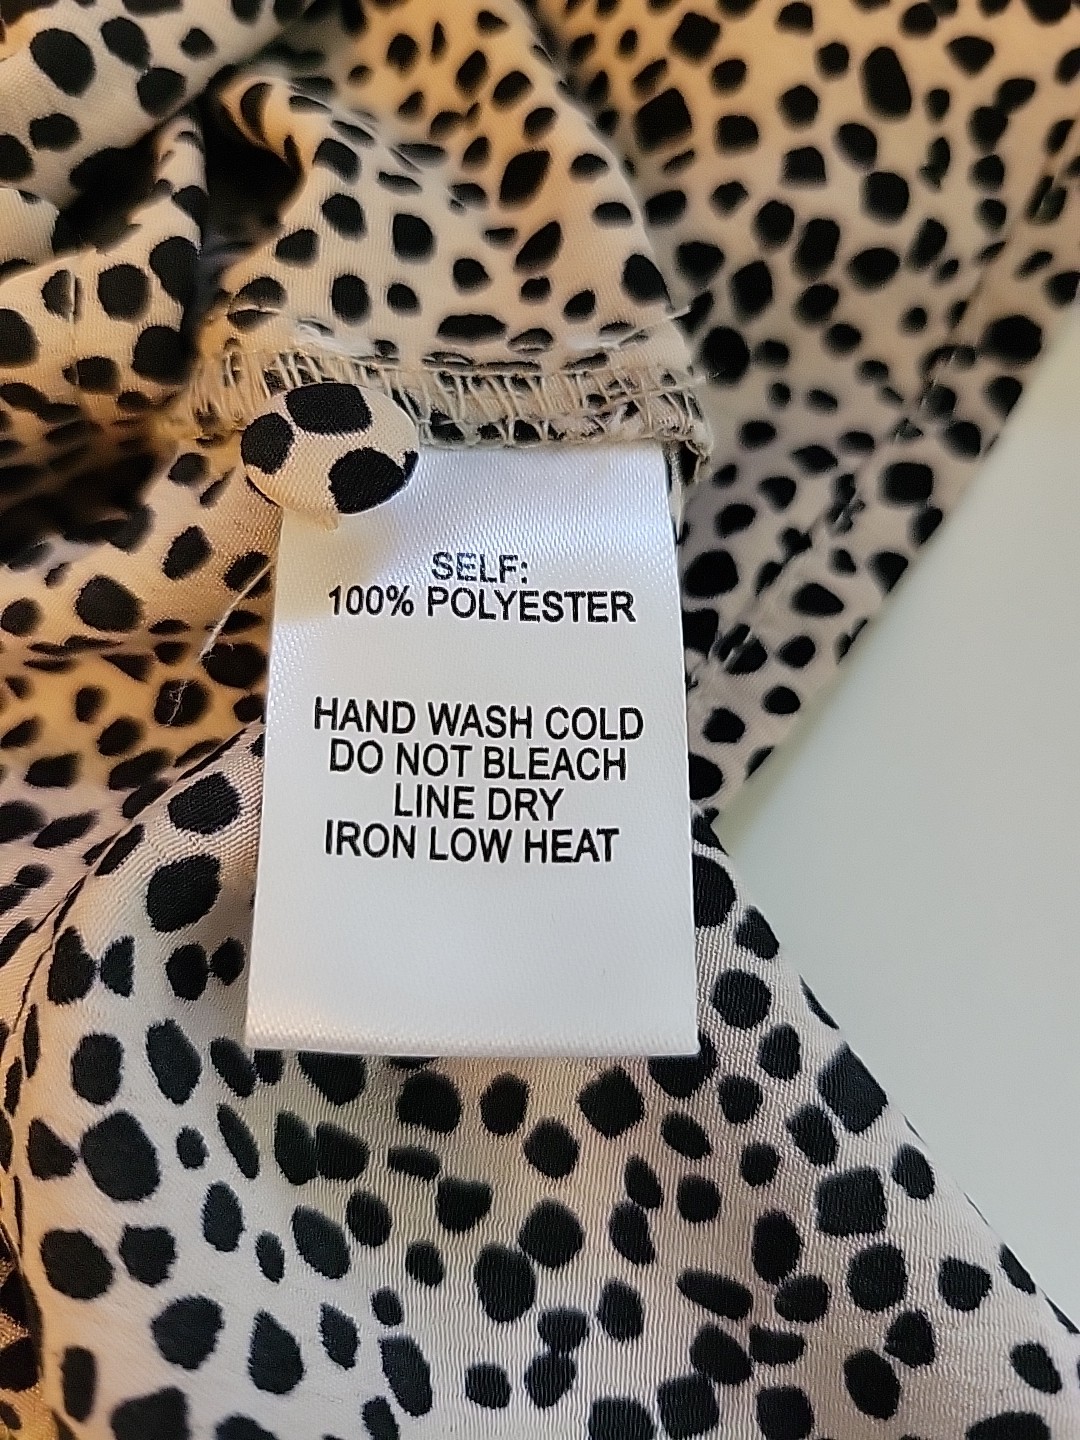 SELF:
100% POLYESTER
HAND WASH COLD
DO NOT BLEACH
LINE DRY
IRON LOW HEAT